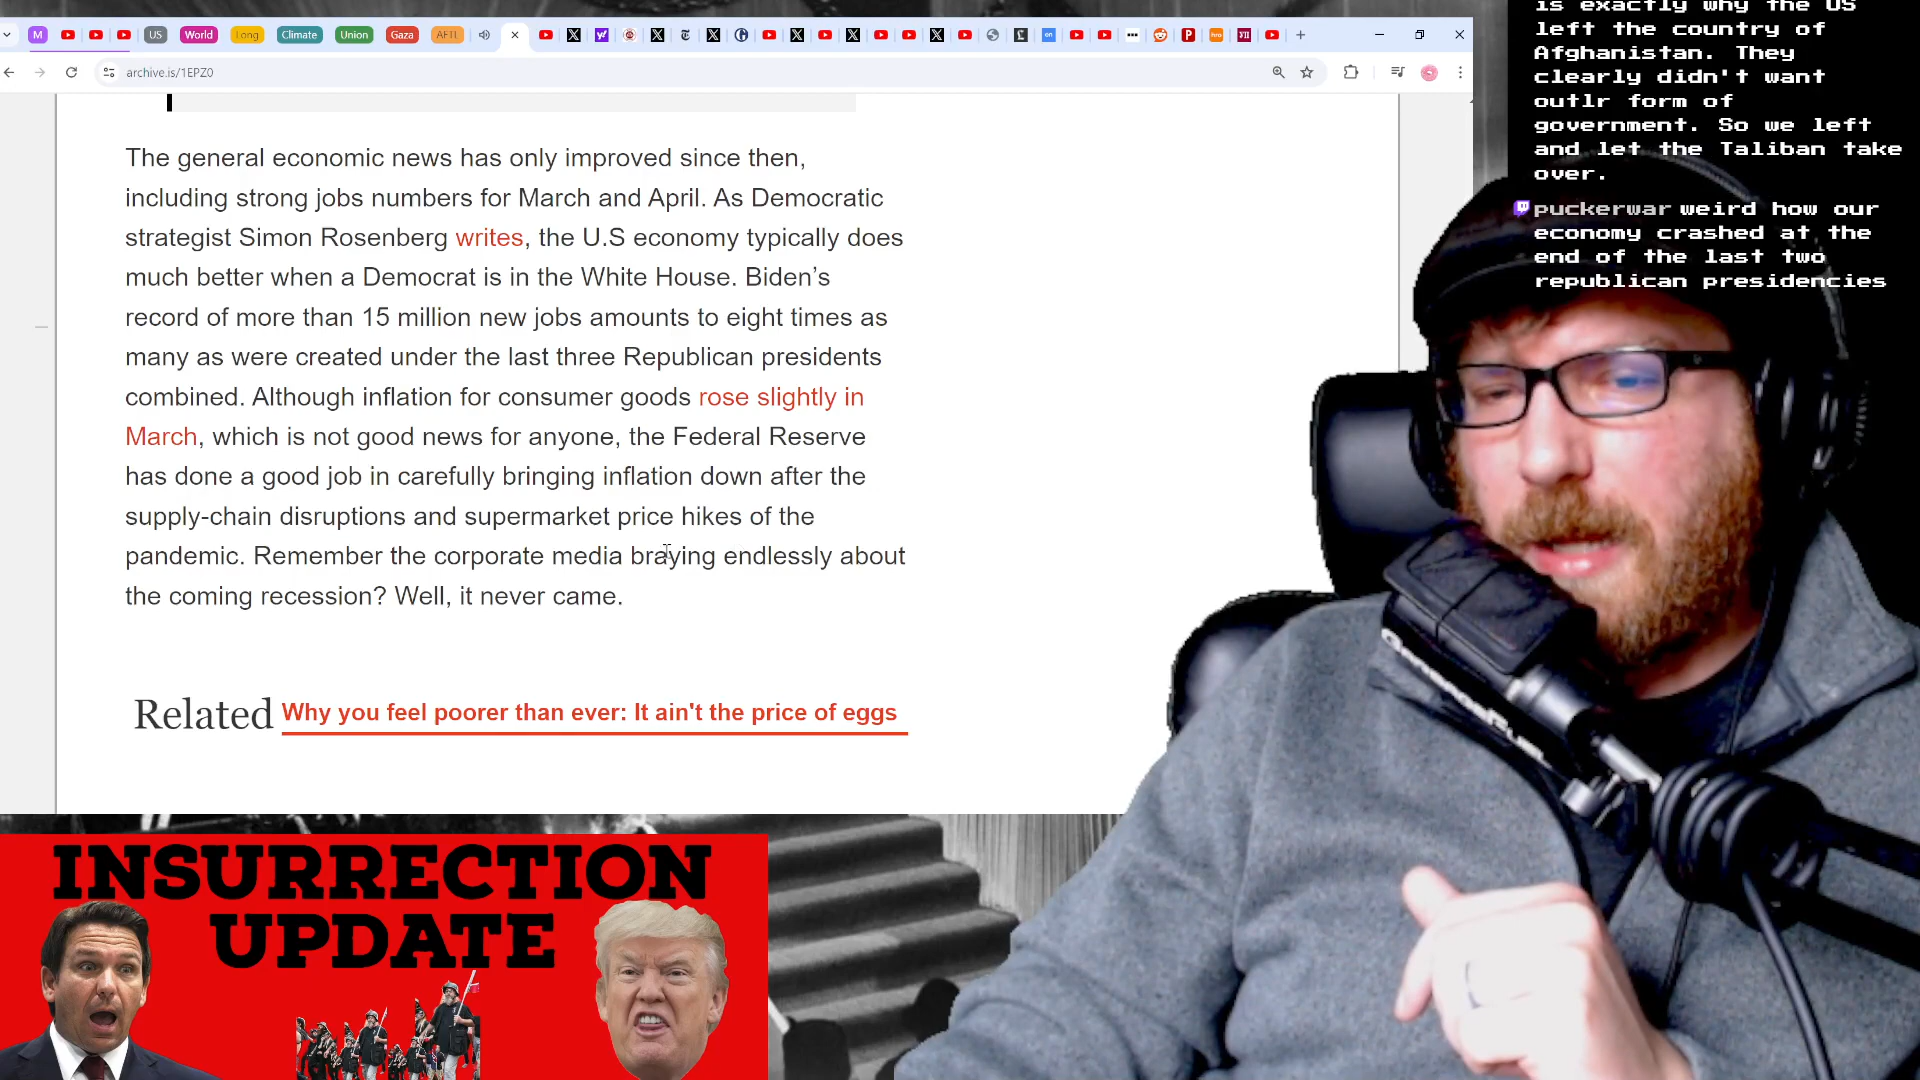 M
US
World
Long
Climate
Union
Gaza
AFTL
archive.is/1EPZ0
The general economic news has only improved since then,
including strong jobs numbers for March and April. As Democratic
strategist Simon Rosenberg writes, the U.S economy typically does
much better when a Democrat is in the White House. Biden’s
record of more than 15 million new jobs amounts to eight times as
many as were created under the last three Republican presidents
combined. Although inflation for consumer goods rose slightly in
March, which is not good news for anyone, the Federal Reserve
has done a good job in carefully bringing inflation down after the
supply-chain disruptions and supermarket price hikes of the
pandemic. Remember the corporate media braying endlessly about
the coming recession? Well, it never came.
Related Why you feel poorer than ever: It ain't the price of eggs
is exactly why the US
left the country of
Afghanistan. They
clearly didn't want
outlr form of
government. So we left
and let the Taliban take
over.
puckerwar weird how our
economy crashed at the
end of the last two
republican presidencies
INSURRECTION
UPDATE